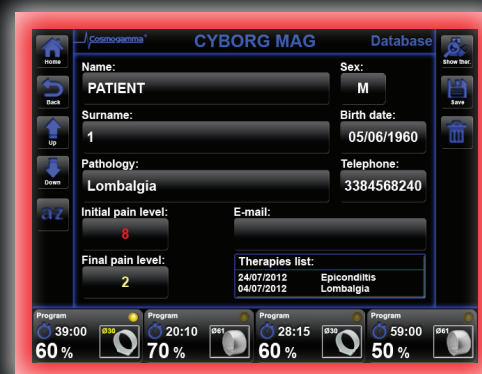 Cosmogamma®
CYBORG MAG
Database
Home
Back
Up
Down
az
Name:
PATIENT
Sex:
M
Surname:
1
Birth date:
05/06/1960
Pathology:
Lombalgia
Telephone:
3384568240
Initial pain level:
8
E-mail:
Final pain level:
2
Therapies list:
24/07/2012 Epicondiltis
04/07/2012 Lombalgia
Show ther.
Save
Program
39:00
60 %
Ø30
Program
20:10
70 %
Ø61
Program
28:15
60 %
Ø30
Program
59:00
50 %
Ø61